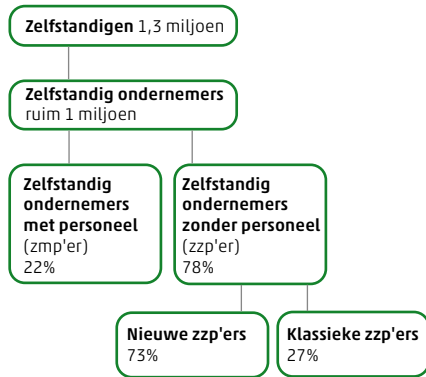 Zelfstandigen 1,3 miljoen
Zelfstandig ondernemers
ruim 1 miljoen
Zelfstandig
ondernemers
met personeel
(zmp'er)
22%
Zelfstandig
ondernemers
zonder personeel
(zzp'er)
78%
Nieuwe zzp'ers
73%
Klassieke zzp'ers
27%